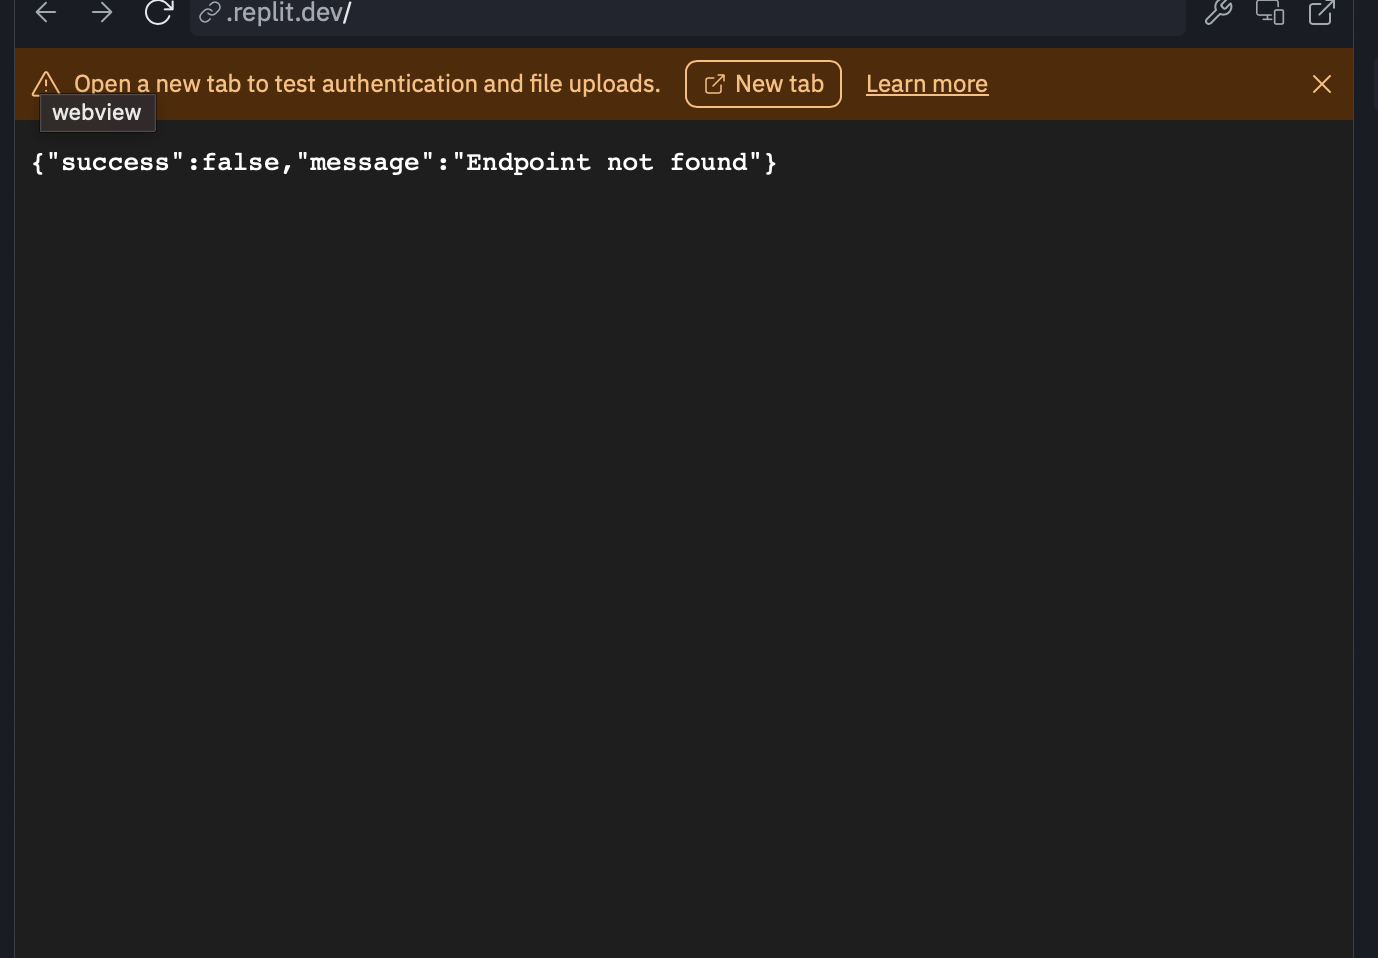 .replit.dev/
Open a new tab to test authentication and file uploads. New tab Learn more
webview
{"success":false,"message":"Endpoint not found"}